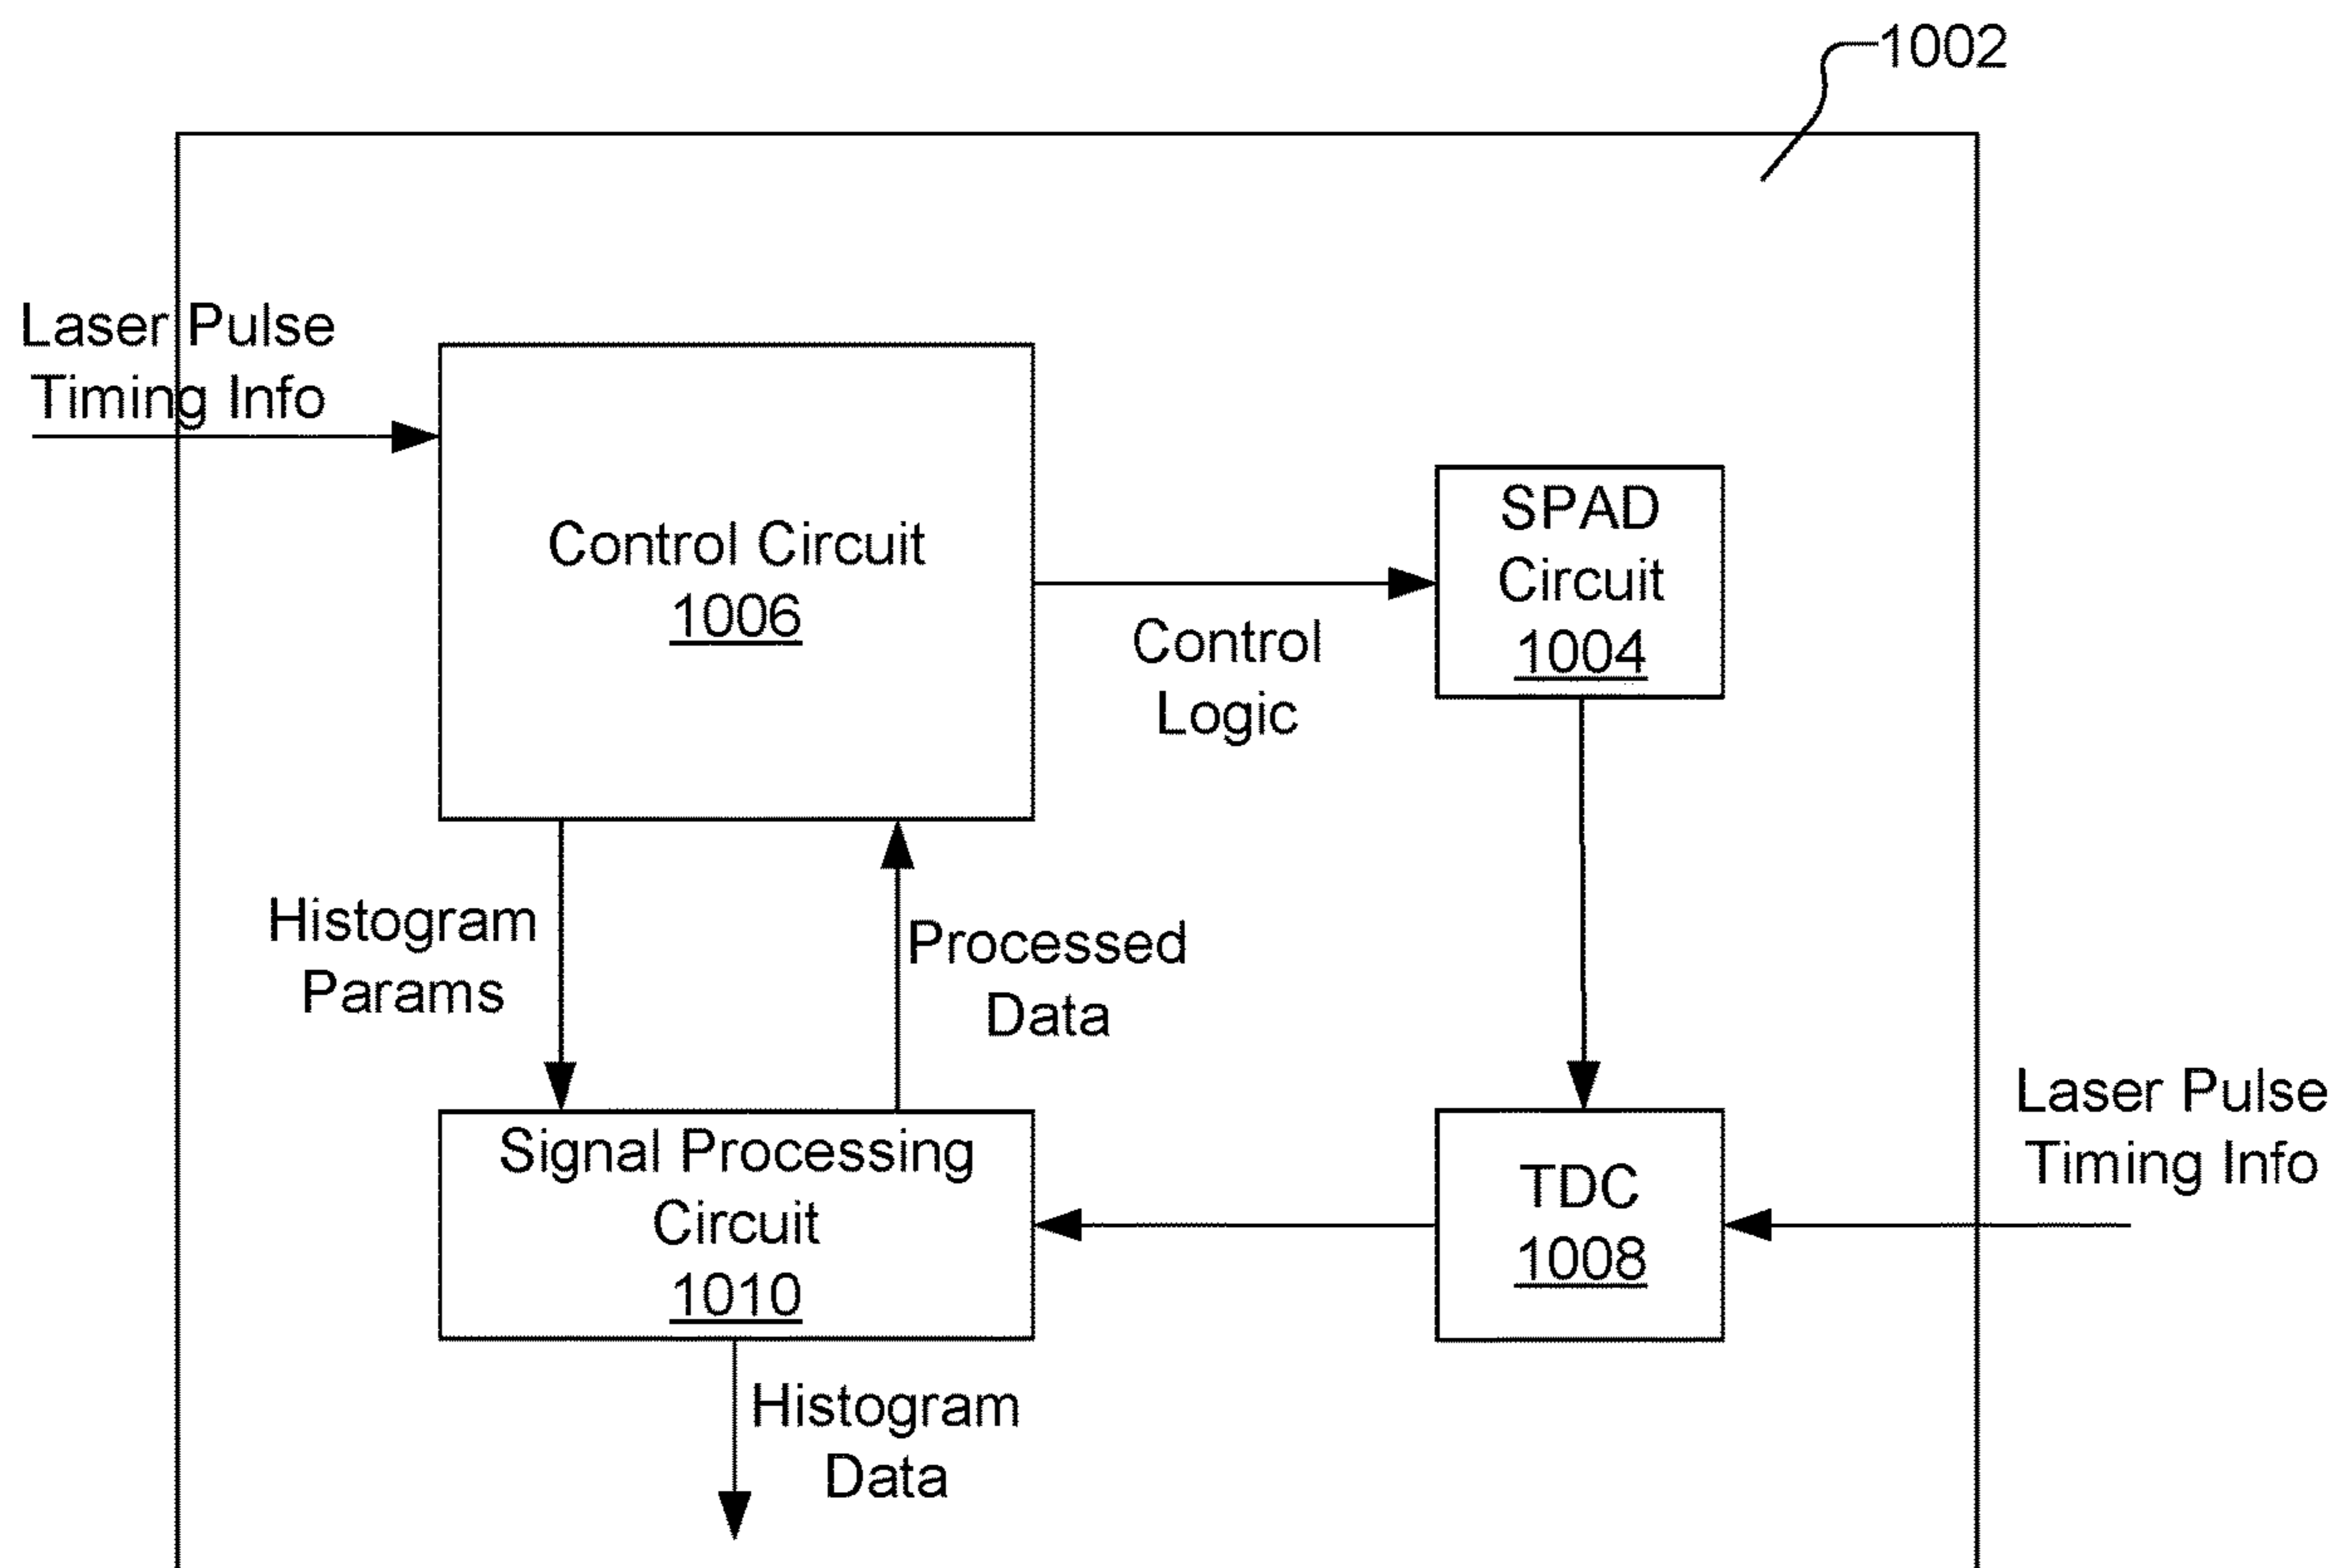 1002
Laser Pulse
Timing Info
Control Circuit
1006
SPAD
Circuit
1004
Control
Logic
Histogram
Params
Processed
Data
Signal Processing
Circuit
1010
TDC
1008
Laser Pulse
Timing Info
Histogram
Data